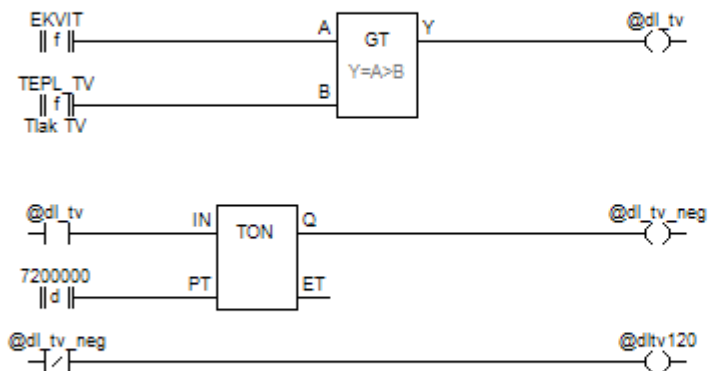 EKVIT
f
A
GT
Y
@dl_tv
Y=A>B
TEPL_TV
f
B
Tlak TV
@dl_tv
IN
TON
Q
@dl_tv_neg
7200000
d
PT
ET
@dl_tv_neg
@dltv120